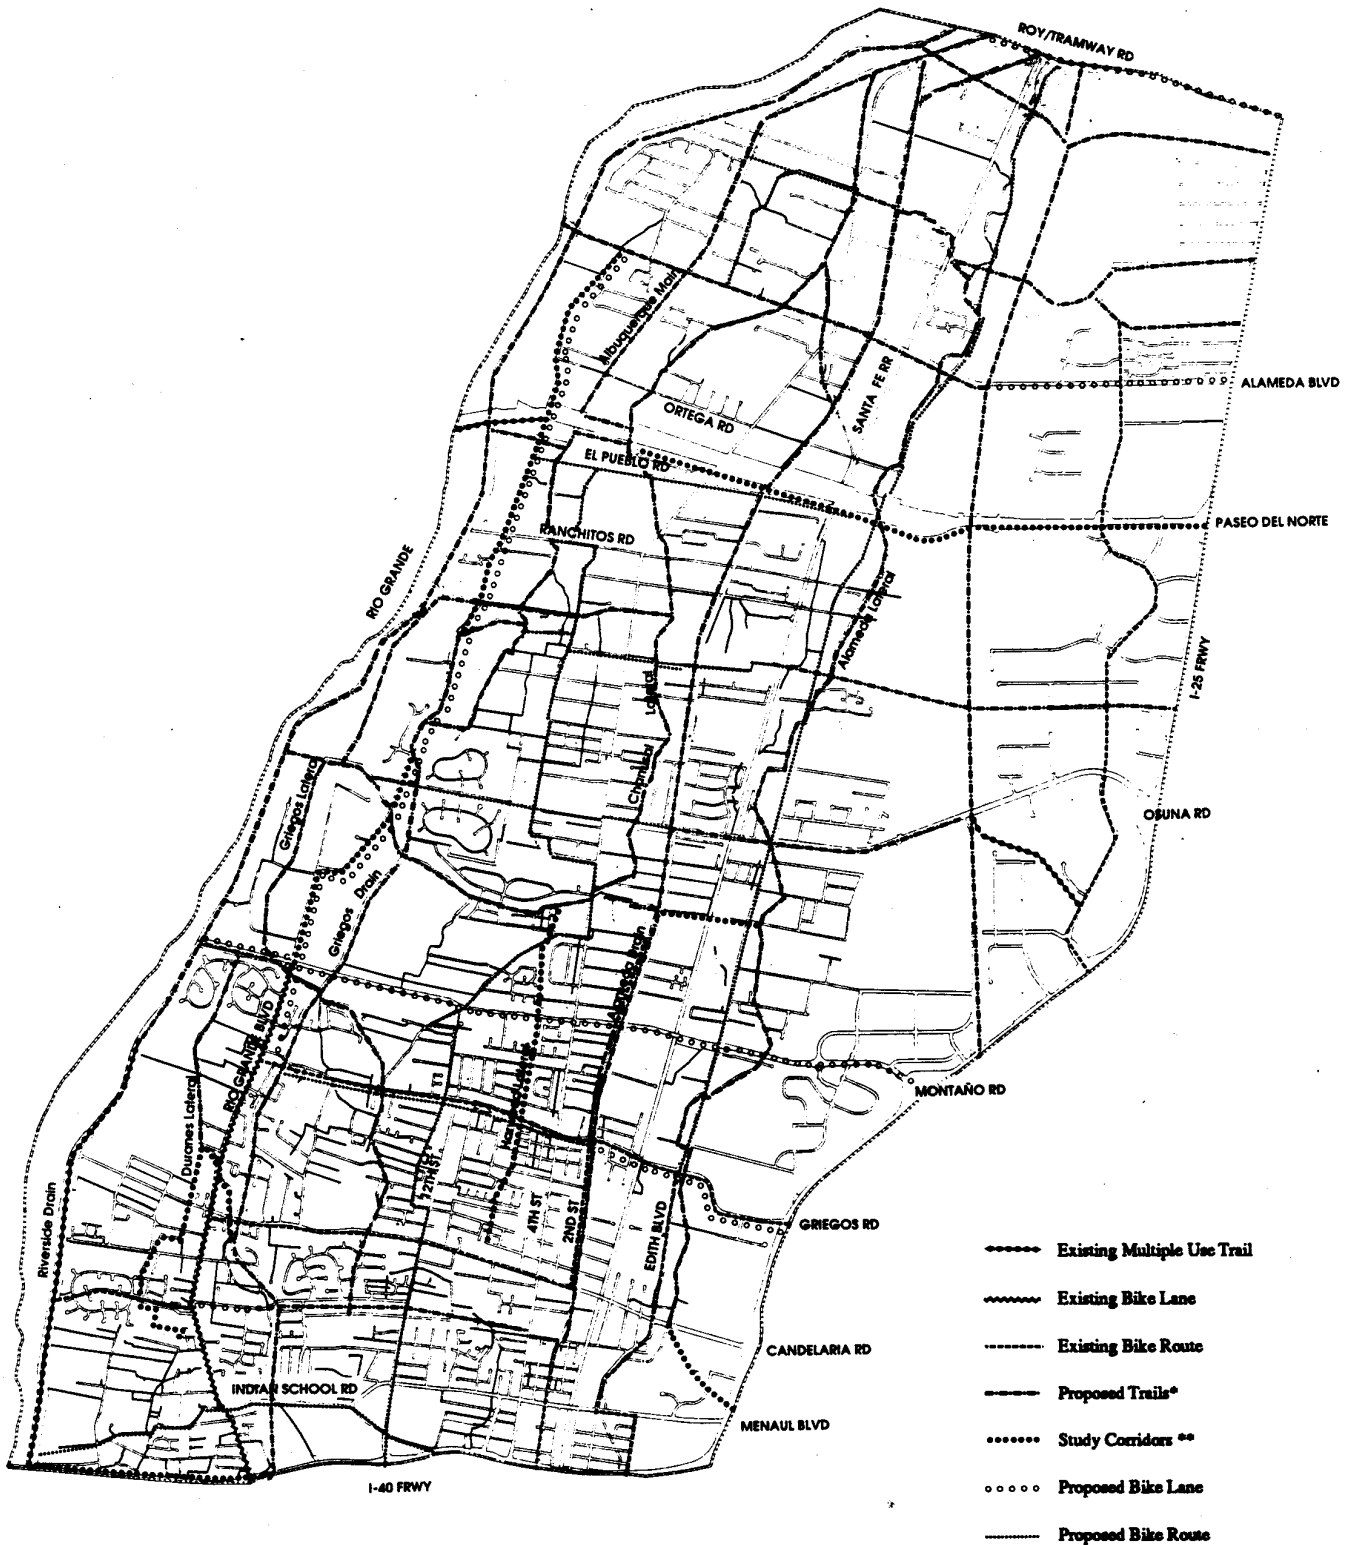 ROY/TRAMWAY RD
Albuquerque Main
SANTA FE RR
ALAMEDA BLVD
ORTEGA RD
EL PUEBLO RD
PASEO DEL NORTE
RANCHITOS RD
RIO GRANDE
Alameda Lateral
I-25 FRWY
Chamizal Lateral
Griegos Lateral
OSUNA RD
Griegos Drain
Alameda Drain
RIO GRANDE BLVD
MONTAÑO RD
Duranes Lateral
12TH ST
4TH ST
2ND ST
EDITH BLVD
GRIEGOS RD
Riverside Drain
CANDELARIA RD
INDIAN SCHOOL RD
MENAUL BLVD
I-40 FRWY
Existing Multiple Use Trail
Existing Bike Lane
Existing Bike Route
Proposed Trails*
Study Corridors **
Proposed Bike Lane
Proposed Bike Route